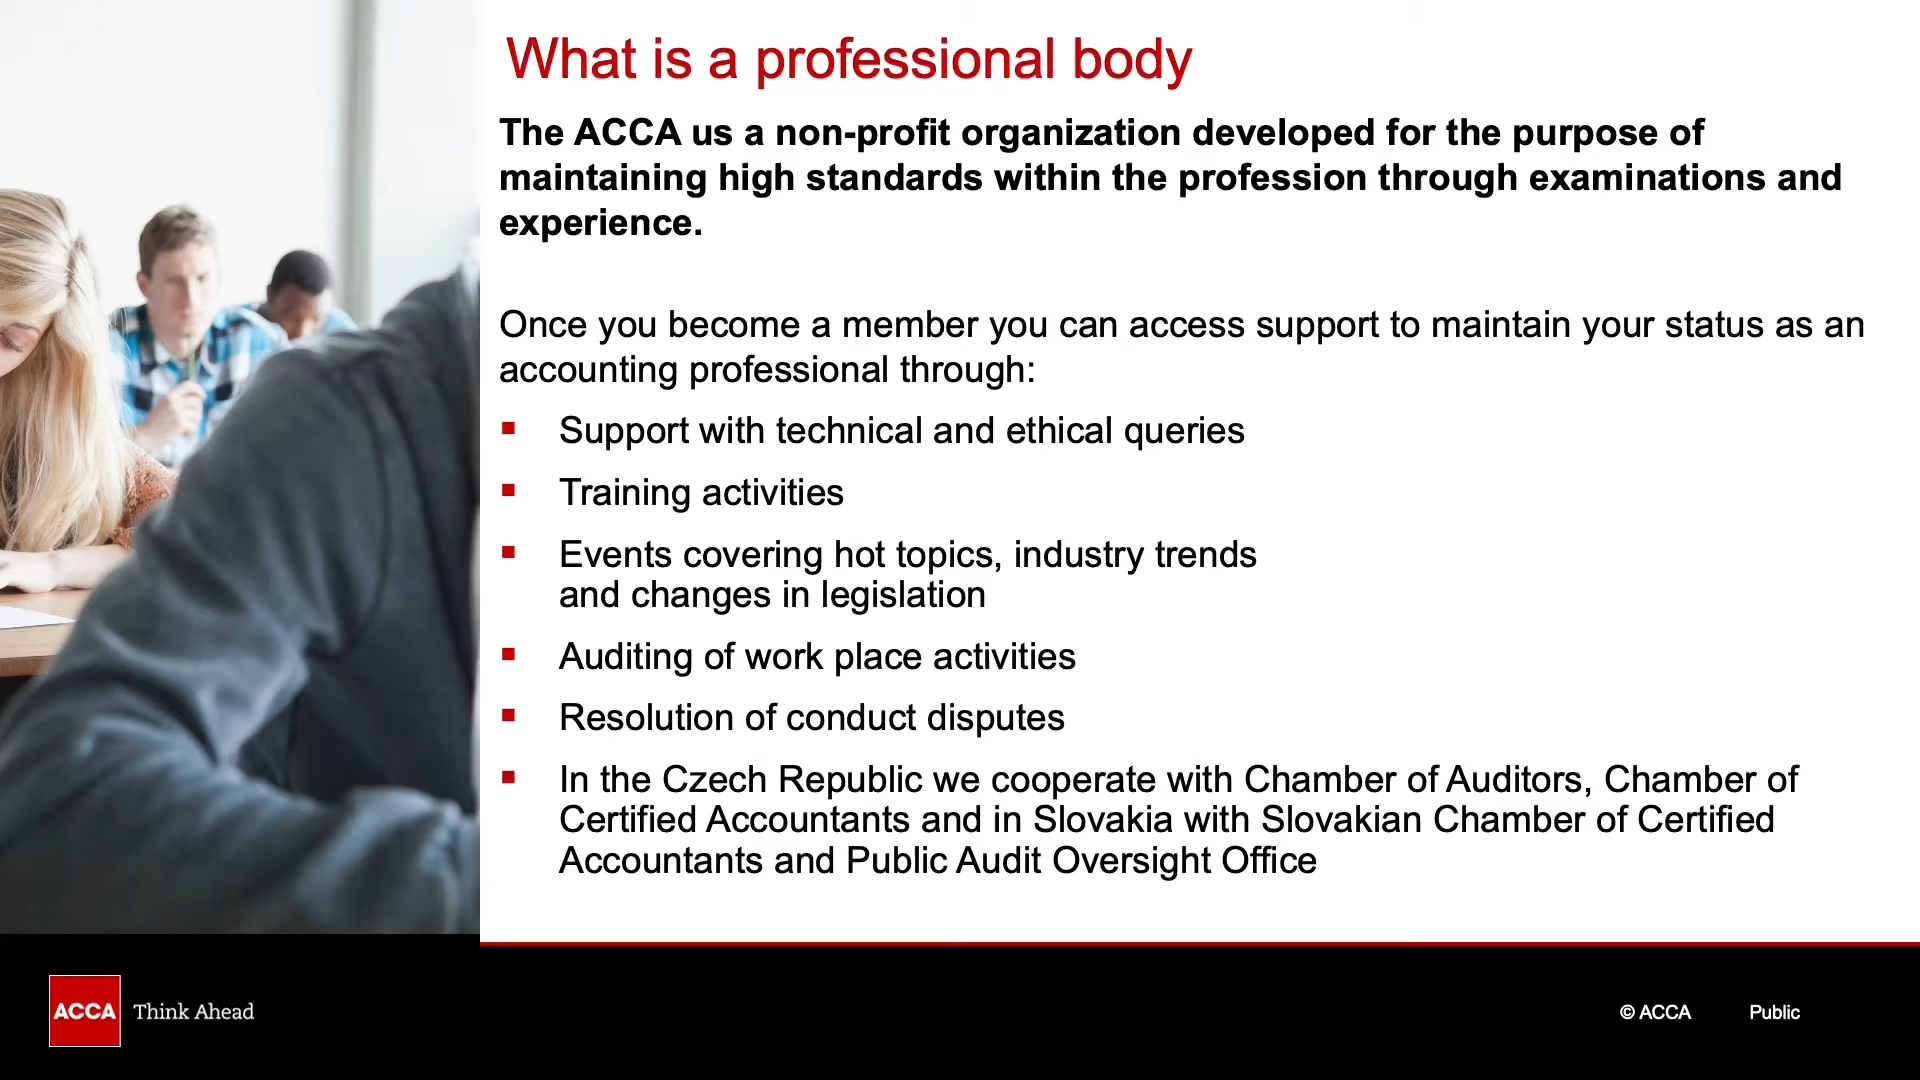 What is a professional body
The ACCA us a non-profit organization developed for the purpose of
maintaining high standards within the profession through examinations and
experience.
Once you become a member you can access support to maintain your status as an
accounting professional through:
▪ Support with technical and ethical queries
▪ Training activities
▪ Events covering hot topics, industry trends
and changes in legislation
▪ Auditing of work place activities
▪ Resolution of conduct disputes
▪ In the Czech Republic we cooperate with Chamber of Auditors, Chamber of
Certified Accountants and in Slovakia with Slovakian Chamber of Certified
Accountants and Public Audit Oversight Office
ACCA Think Ahead
© ACCA Public